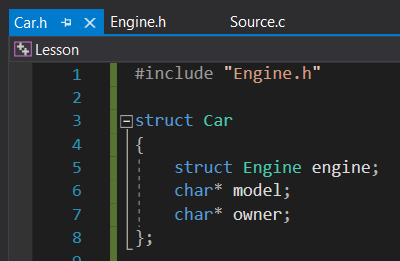 Car.h Engine.h Source.c
Lesson
1 #include "Engine.h"
2
3 struct Car
4 {
5 struct Engine engine;
6 char* model;
7 char* owner;
8 };